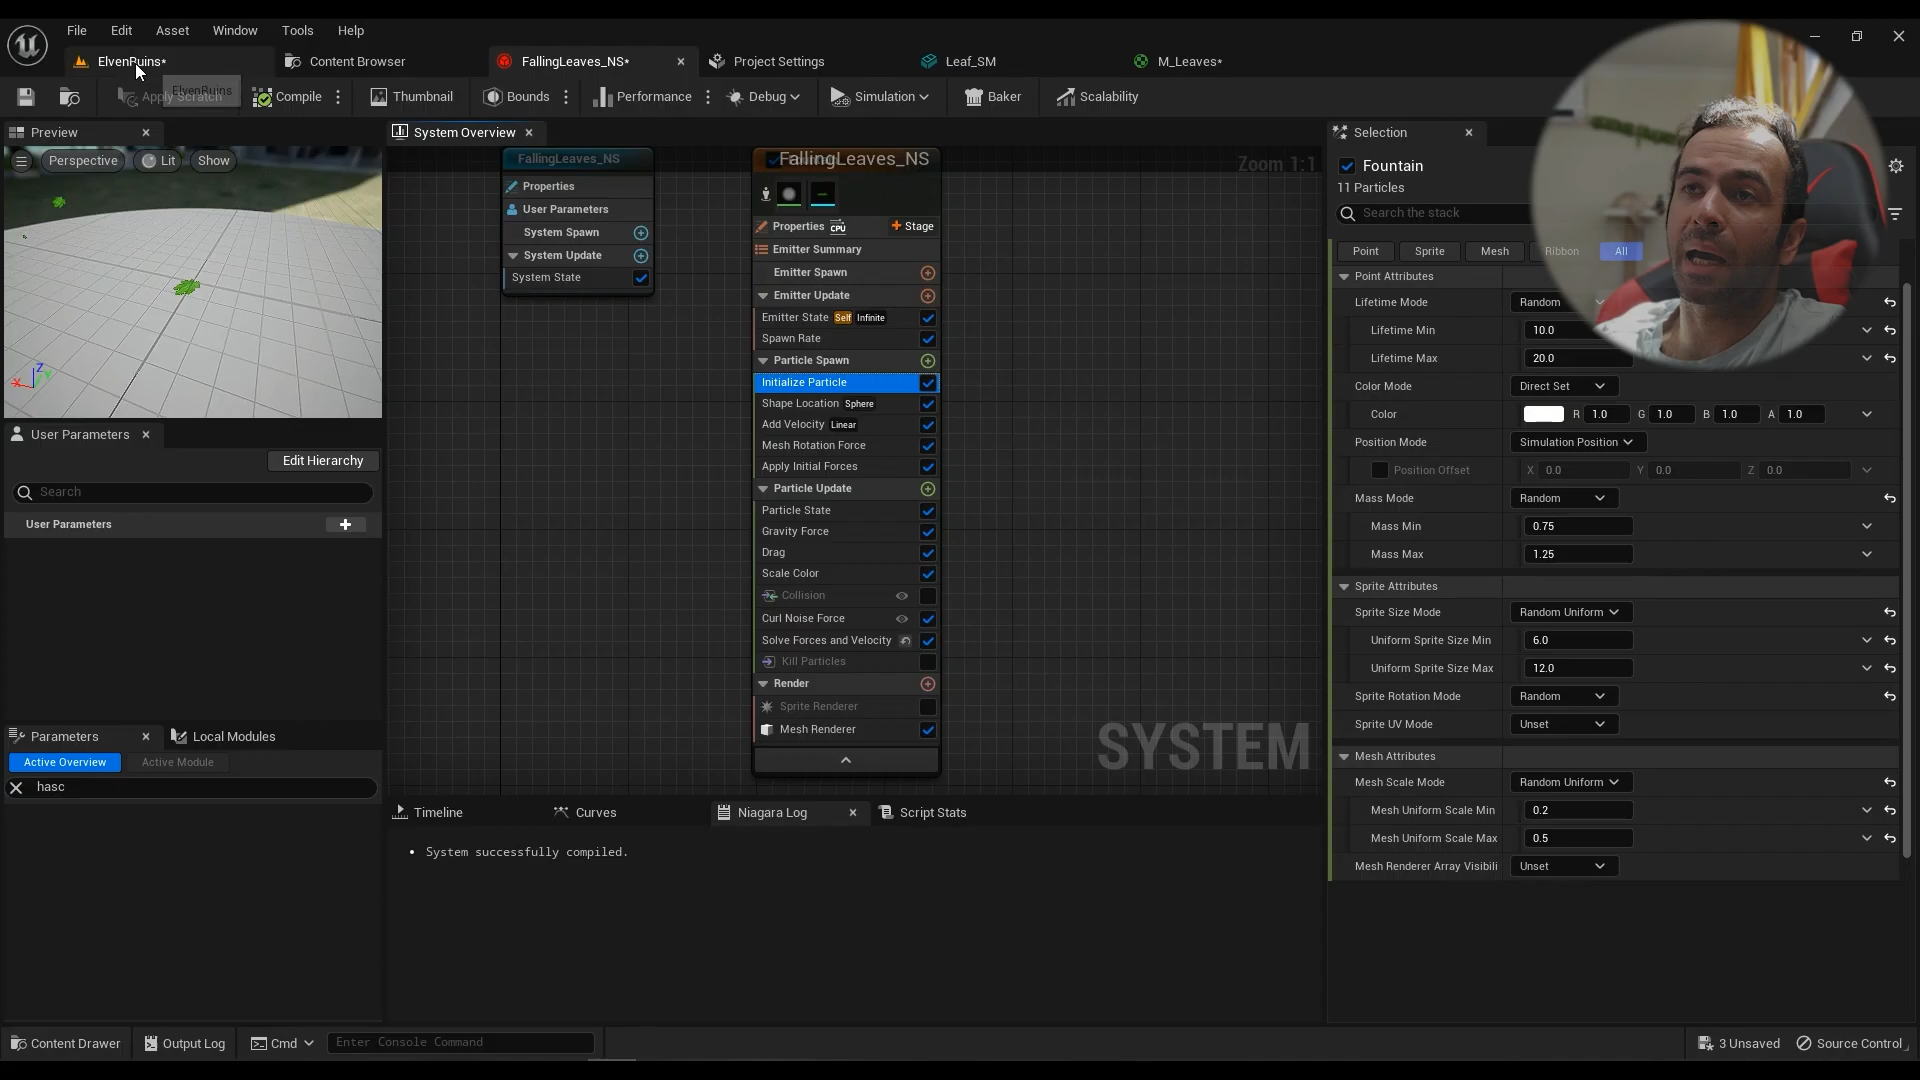 File Edit Asset Window Tools Help
ElvenRuins* Content Browser FallingLeaves_NS* Project Settings Leaf_SM M_Leaves*
Apply Scratch ElvenRuins Compile Thumbnail Bounds Performance Debug Simulation Baker Scalability
Preview
Perspective Lit Show
X Z Y
User Parameters
Edit Hierarchy
Search
User Parameters
Parameters Local Modules
Active Overview Active Module
hasc
System Overview
FallingLeaves_NS
Zoom 1:1
FallingLeaves_NS
Properties
User Parameters
System Spawn
System Update
System State
Properties CPU Stage
Emitter Summary
Emitter Spawn
Emitter Update
Emitter State Self Infinite
Spawn Rate
Particle Spawn
Initialize Particle
Shape Location Sphere
Add Velocity Linear
Mesh Rotation Force
Apply Initial Forces
Particle Update
Particle State
Gravity Force
Drag
Scale Color
Collision
Curl Noise Force
Solve Forces and Velocity
Kill Particles
Render
Sprite Renderer
Mesh Renderer
SYSTEM
Timeline Curves Niagara Log Script Stats
• System successfully compiled.
Selection
Fountain
11 Particles
Search the stack
Point Sprite Mesh Ribbon All
Point Attributes
Lifetime Mode Random
Lifetime Min 10.0
Lifetime Max 20.0
Color Mode Direct Set
Color R 1.0 G 1.0 B 1.0 A 1.0
Position Mode Simulation Position
Position Offset X 0.0 Y 0.0 Z 0.0
Mass Mode Random
Mass Min 0.75
Mass Max 1.25
Sprite Attributes
Sprite Size Mode Random Uniform
Uniform Sprite Size Min 6.0
Uniform Sprite Size Max 12.0
Sprite Rotation Mode Random
Sprite UV Mode Unset
Mesh Attributes
Mesh Scale Mode Random Uniform
Mesh Uniform Scale Min 0.2
Mesh Uniform Scale Max 0.5
Mesh Renderer Array Visibili Unset
Content Drawer Output Log Cmd Enter Console Command 3 Unsaved Source Control